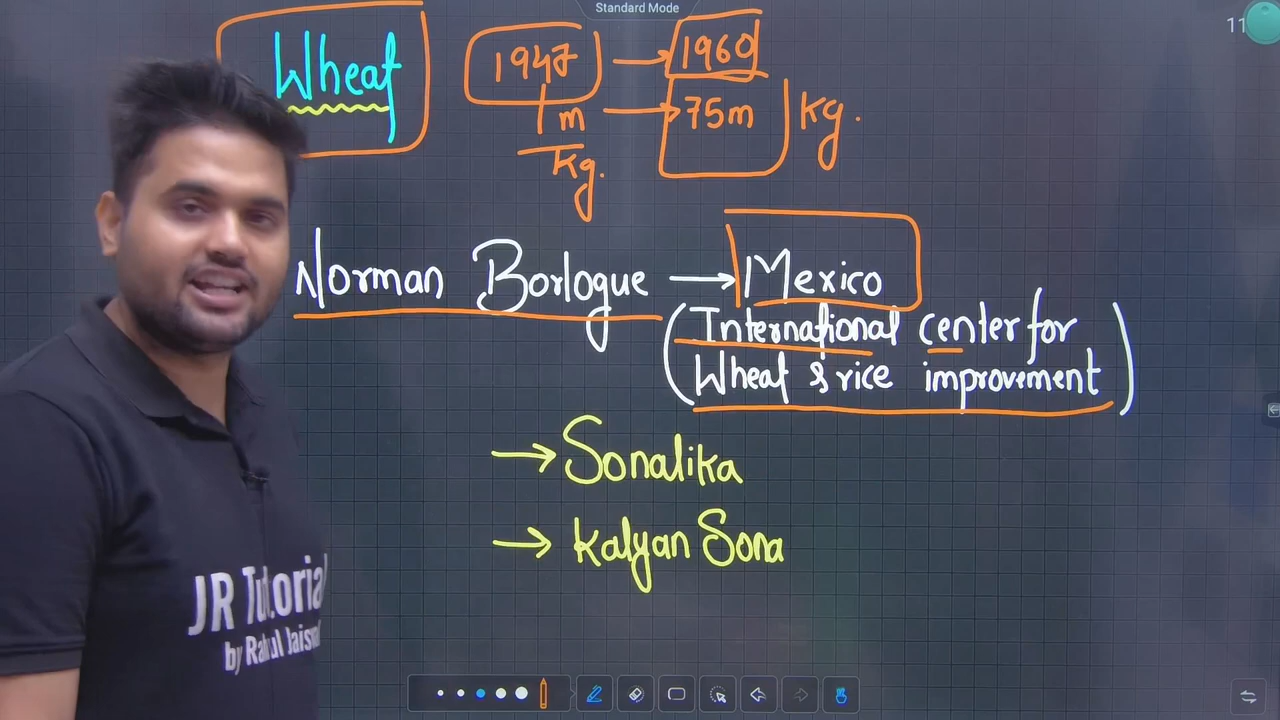 Standard Mode
11
Wheat
1947 → 1960
1m → 75m kg.
kg.
Norman Borlogue → Mexico
(International center for
Wheat & rice improvement)
→ Sonalika
→ Kalyan Sona
JR Tutorial
by Rahul Jaiswal